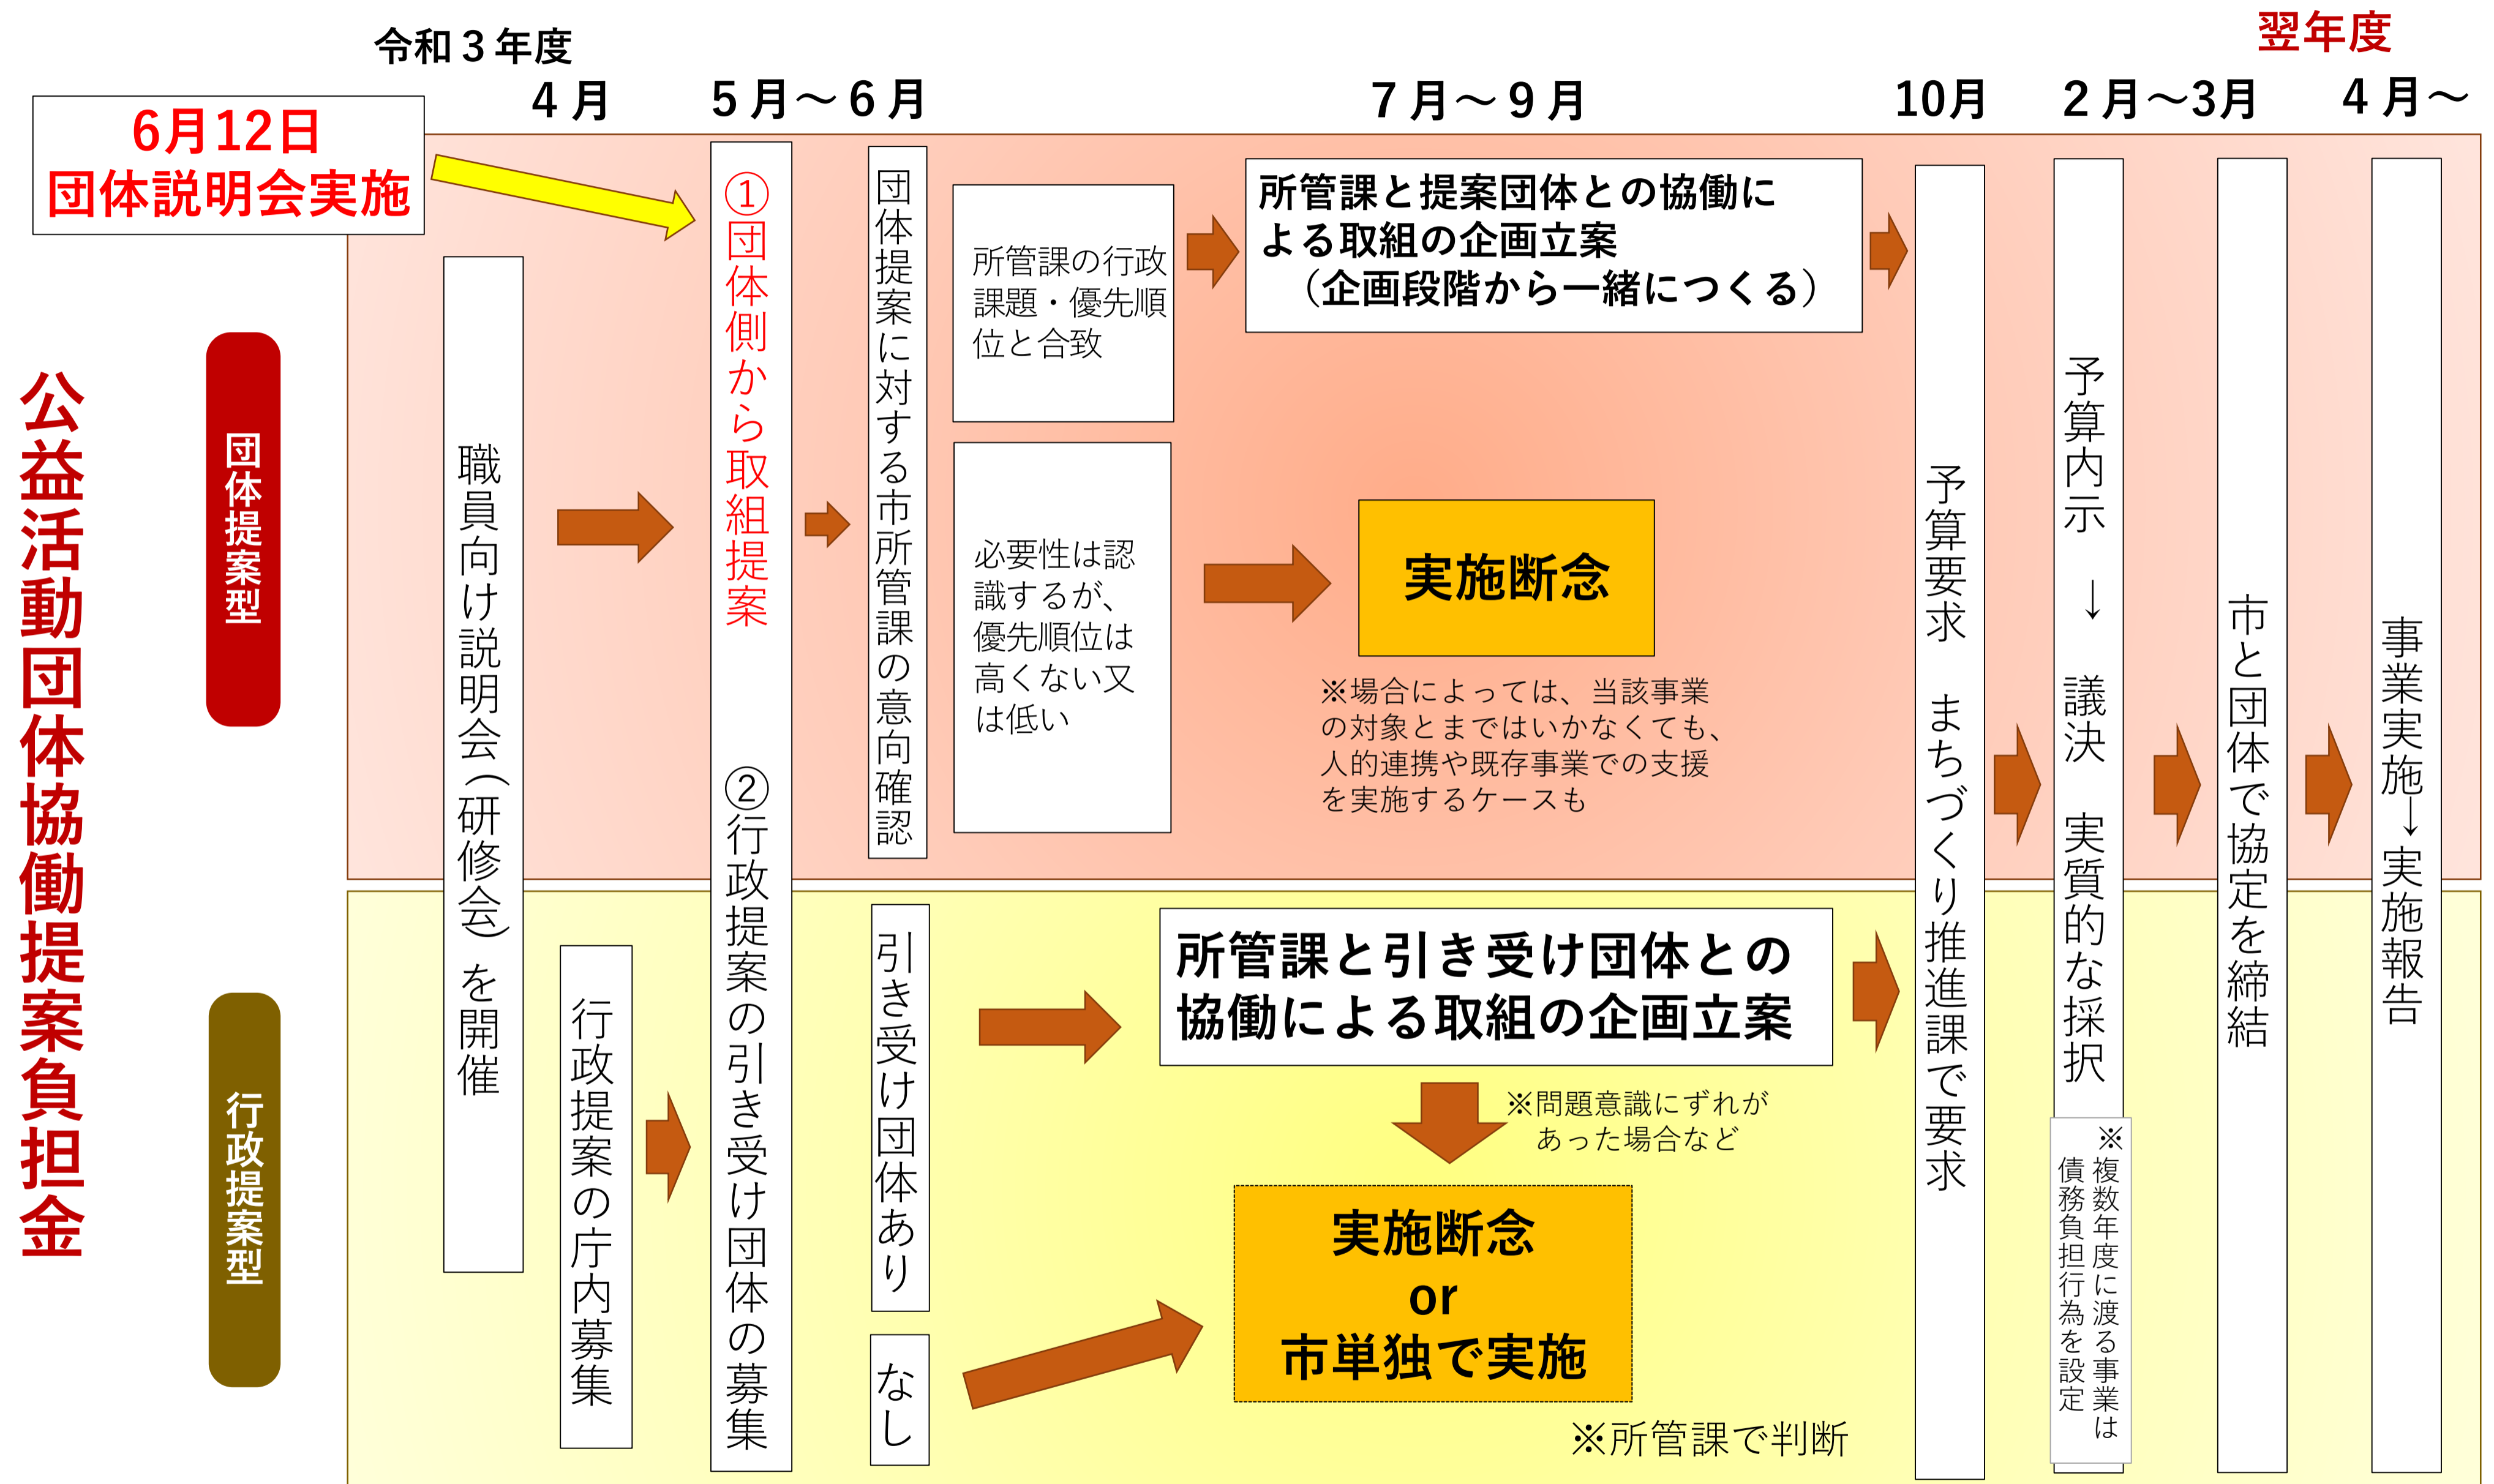 令和３年度
翌年度
4 月
5 月～ 6 月
7 月～ 9 月
10月
2 月～3月
4 月～
6月12日
団体説明会実施
公益活動団体協働提案負担金
団体提案型
行政提案型
職員向け説明会（研修会）を開催
行政提案の庁内募集
①団体側から取組提案　②行政提案の引き受け団体の募集
団体提案に対する市所管課の意向確認
所管課の行政
課題・優先順
位と合致
所管課と提案団体との協働に
よる取組の企画立案
（企画段階から一緒につくる）
必要性は認
識するが、
優先順位は
高くない又
は低い
実施断念
※場合によっては、当該事業
の対象とまではいかなくても、
人的連携や既存事業での支援
を実施するケースも
引き受け団体あり
なし
所管課と引き受け団体との
協働による取組の企画立案
※問題意識にずれが
あった場合など
実施断念
or
市単独で実施
※所管課で判断
予算要求　まちづくり推進課で要求
予算内示　→　議決　実質的な採択
※複数年度に渡る事業は
債務負担行為を設定
市と団体で協定を締結
事業実施→実施報告